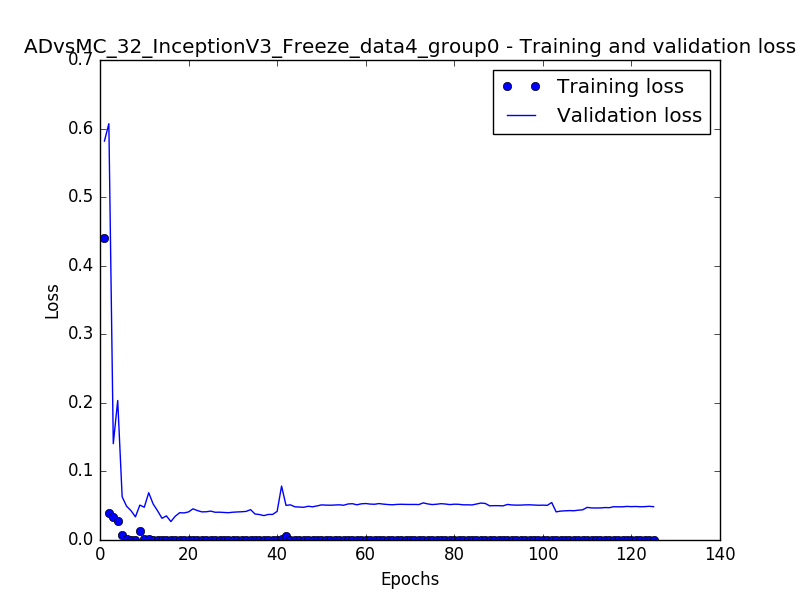 ADvsMC_32_InceptionV3_Freeze_data4_group0 - Training and validation loss
0.7
0.6
0.5
0.4
0.3
0.2
0.1
0.0
Loss
Training loss
Validation loss
0 20 40 60 80 100 120 140
Epochs